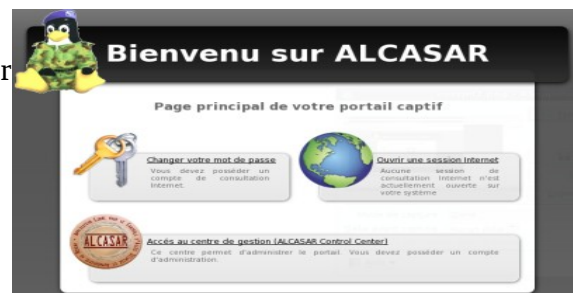 r
Bienvenu sur ALCASAR
Page principal de votre portail captif
Changer votre mot de passe
Vous devez posséder un
compte de consultation
Internet.
Ouvrir une session Internet
Aucune session de
consultation Internet n'est
actuellement ouverte sur
votre système
ALCASAR
Accès au centre de gestion (ALCASAR Control Center)
Ce centre permet d'administrer le portail. Vous devez posséder un compte
d'administration.